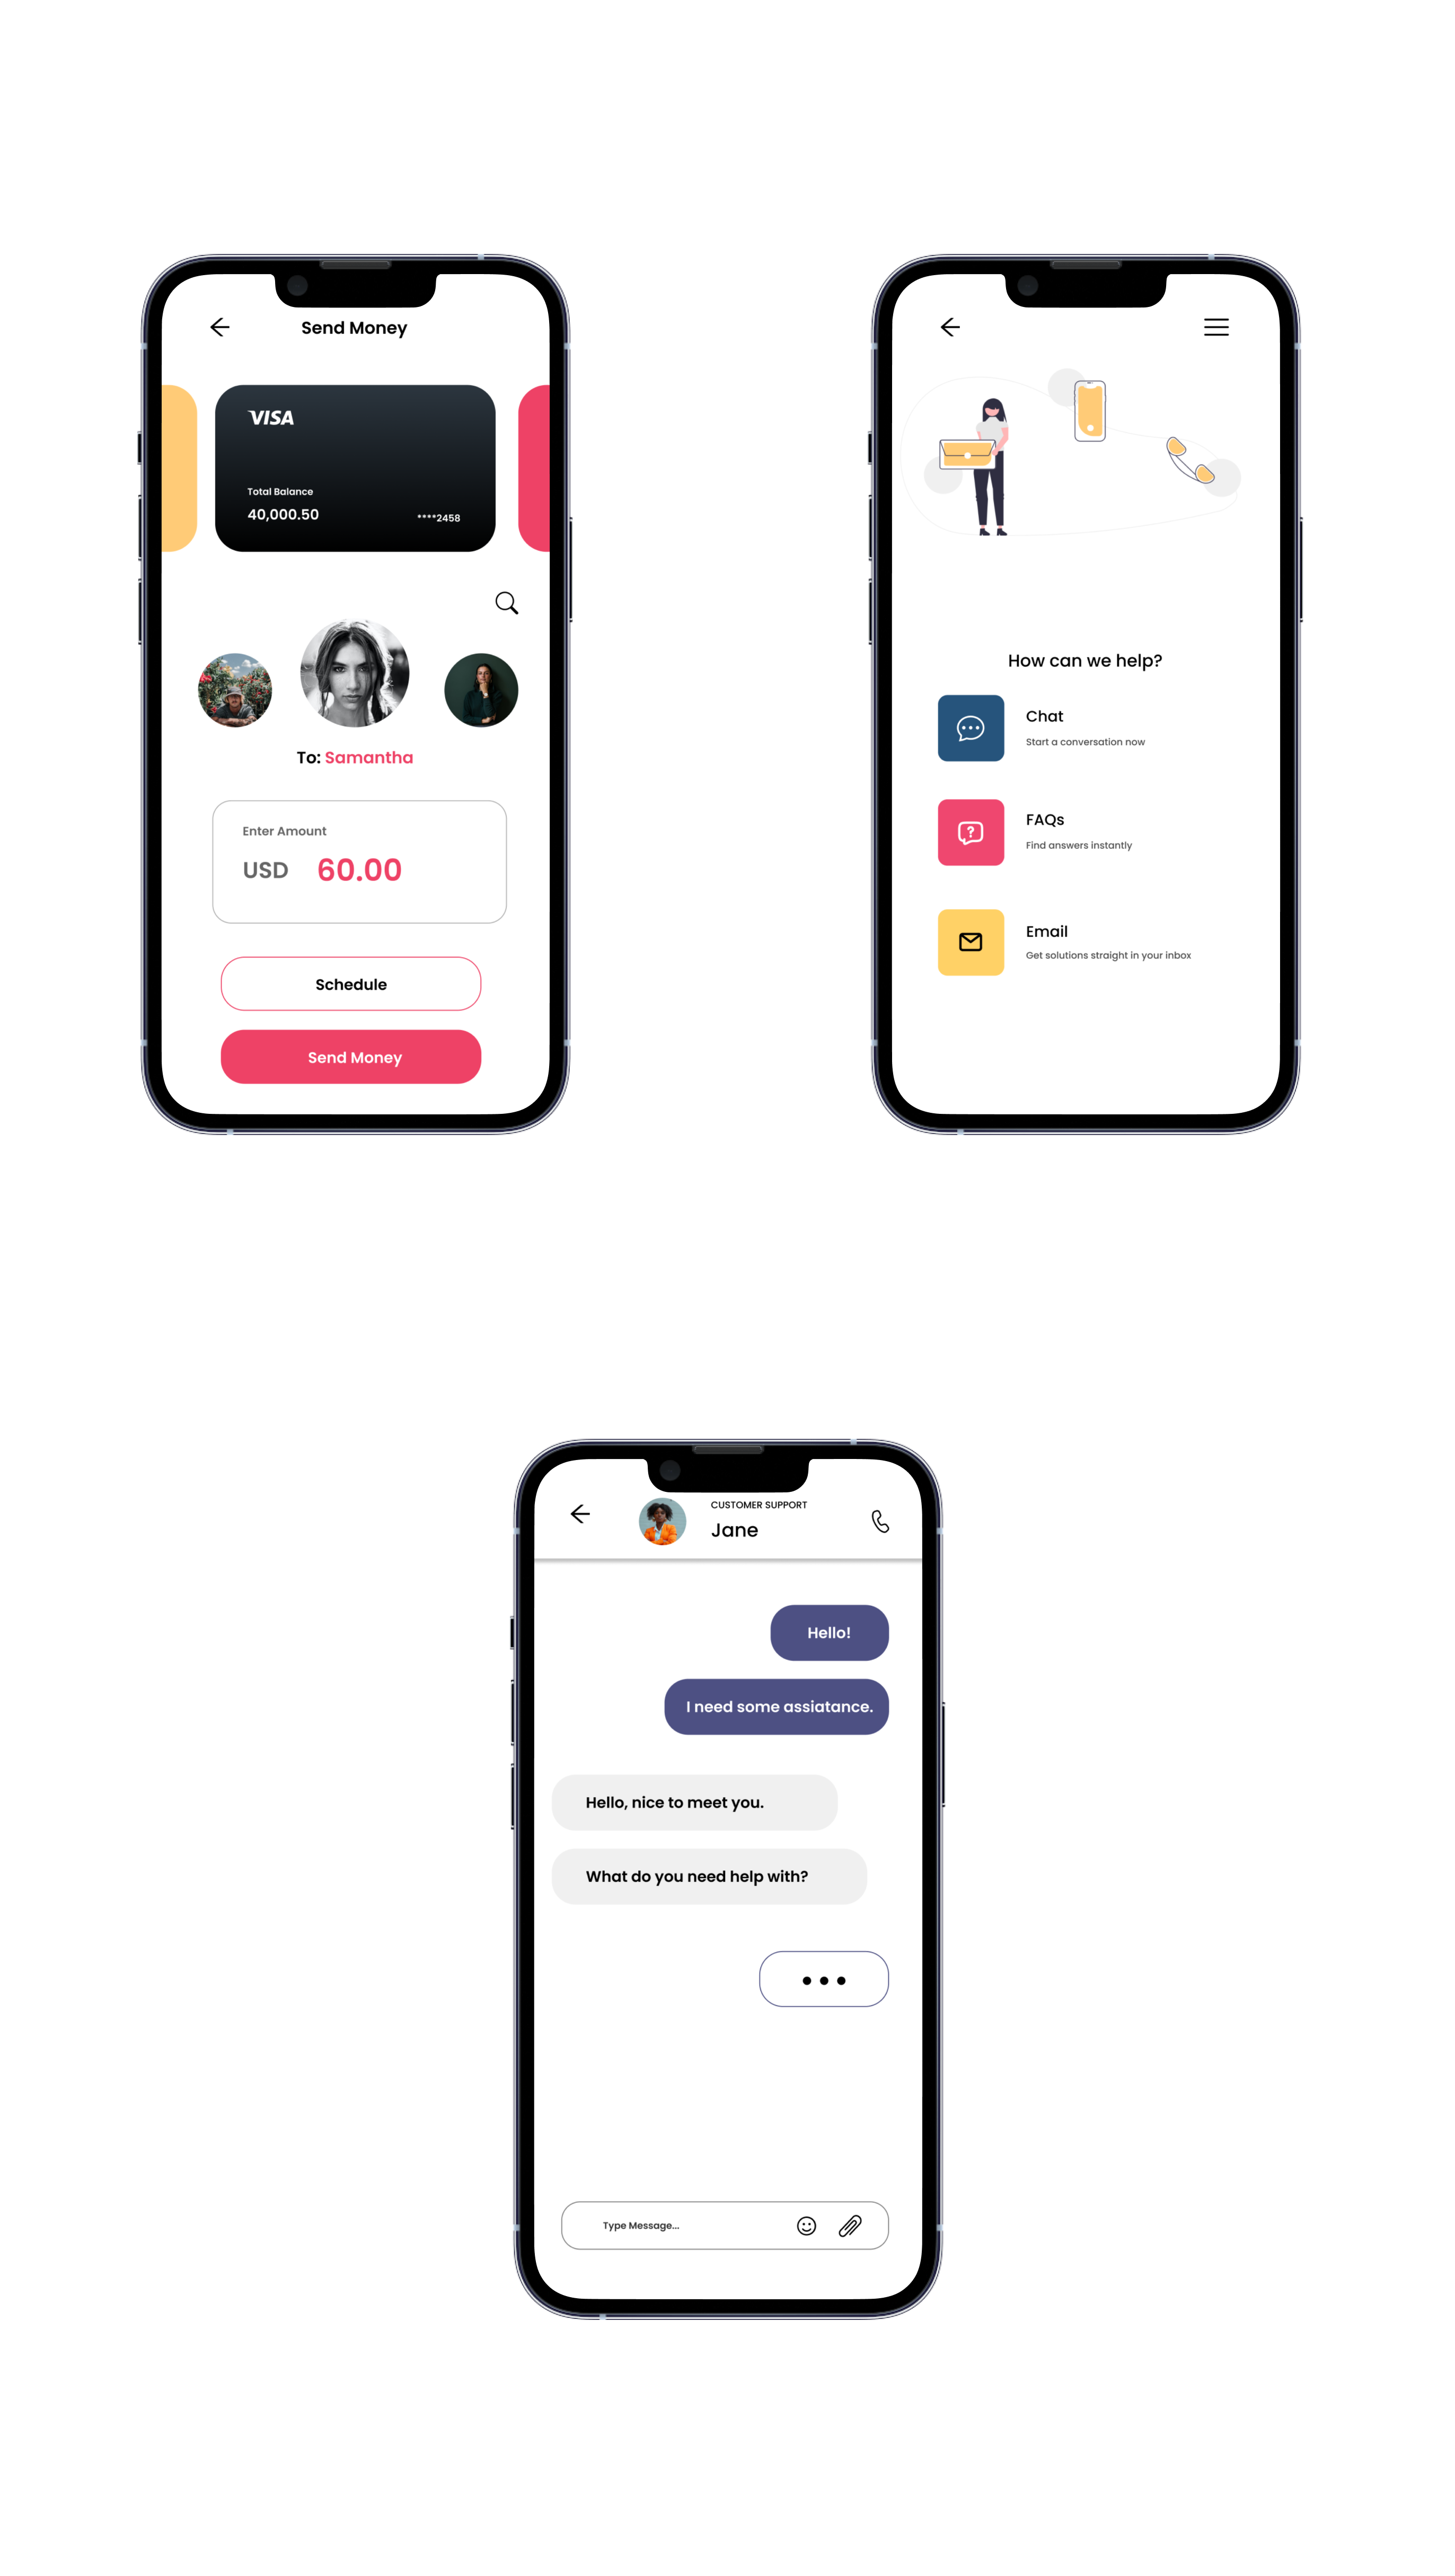 Send Money
VISA
Total Balance
40,000.50
****2458
To: Samantha
Enter Amount
USD 60.00
Schedule
Send Money
How can we help?
Chat
Start a conversation now
FAQs
Find answers instantly
Email
Get solutions straight in your inbox
CUSTOMER SUPPORT
Jane
Hello!
I need some assiatance.
Hello, nice to meet you.
What do you need help with?
Type Message...